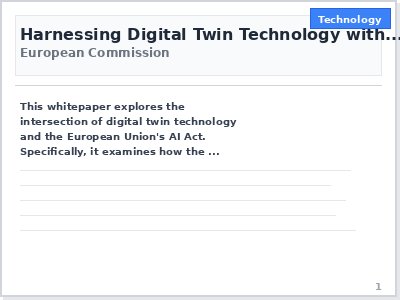 Technology
Harnessing Digital Twin Technology with...
European Commission
This whitepaper explores the
intersection of digital twin technology
and the European Union's AI Act.
Specifically, it examines how the ...
1